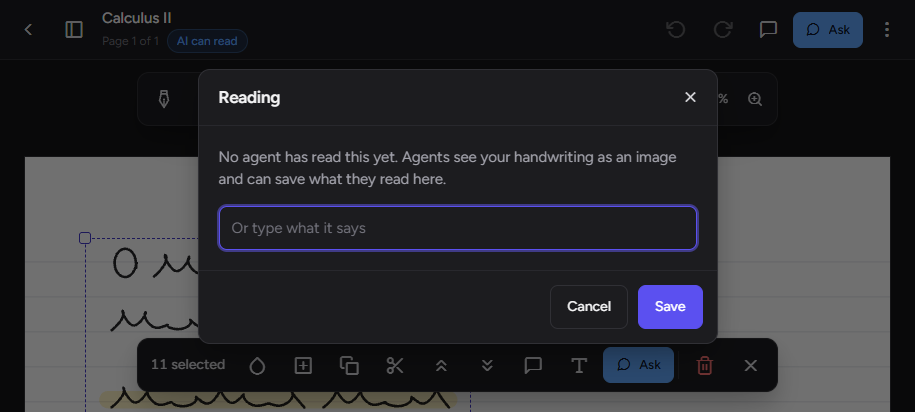 Calculus II
Page 1 of 1 AI can read
Ask
%
Reading
No agent has read this yet. Agents see your handwriting as an image
and can save what they read here.
Or type what it says
Cancel Save
11 selected
Ask